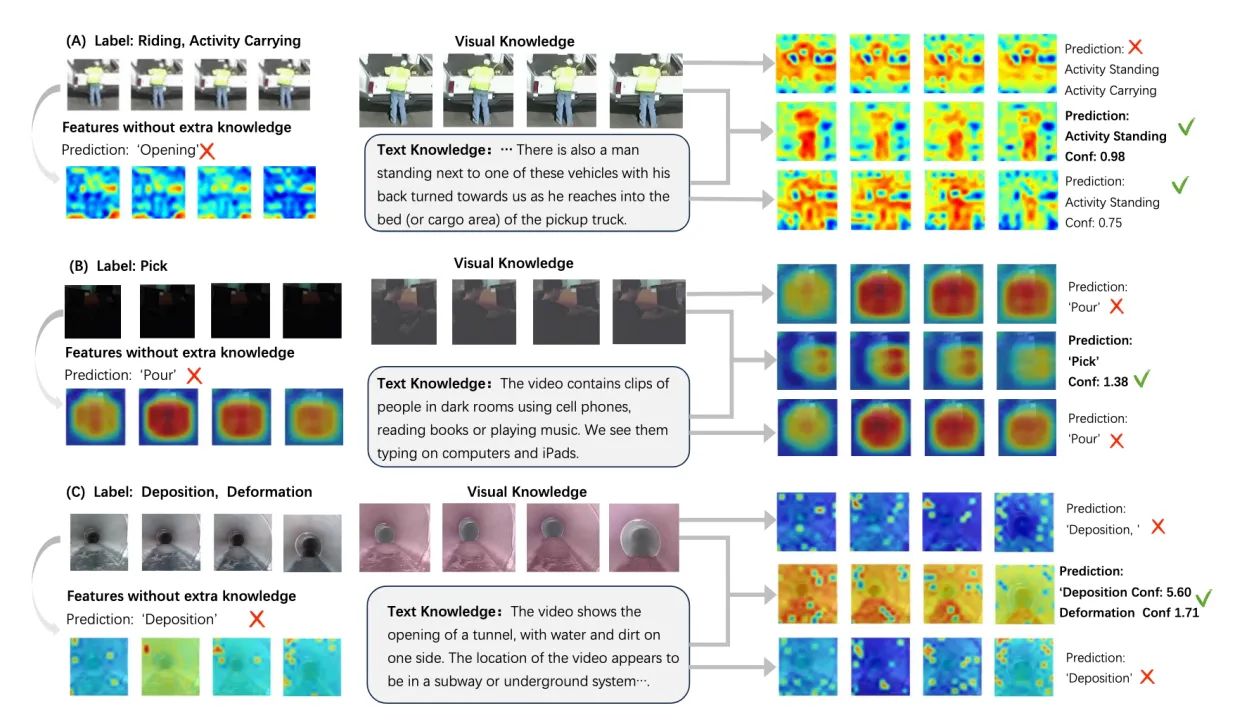 (A) Label: Riding, Activity Carrying
Features without extra knowledge
Prediction: 'Opening'
Visual Knowledge
Text Knowledge: ··· There is also a man
standing next to one of these vehicles with his
back turned towards us as he reaches into the
bed (or cargo area) of the pickup truck.
Prediction:
Activity Standing
Activity Carrying
Prediction:
Activity Standing
Conf: 0.98
Prediction:
Activity Standing
Conf: 0.75
(B) Label: Pick
Features without extra knowledge
Prediction: 'Pour'
Visual Knowledge
Text Knowledge: The video contains clips of
people in dark rooms using cell phones,
reading books or playing music. We see them
typing on computers and iPads.
Prediction:
'Pour'
Prediction:
'Pick'
Conf: 1.38
Prediction:
'Pour'
(C) Label: Deposition, Deformation
Features without extra knowledge
Prediction: 'Deposition'
Visual Knowledge
Text Knowledge: The video shows the
opening of a tunnel, with water and dirt on
one side. The location of the video appears to
be in a subway or underground system···.
Prediction:
'Deposition, '
Prediction:
'Deposition Conf: 5.60
Deformation Conf 1.71
Prediction:
'Deposition'